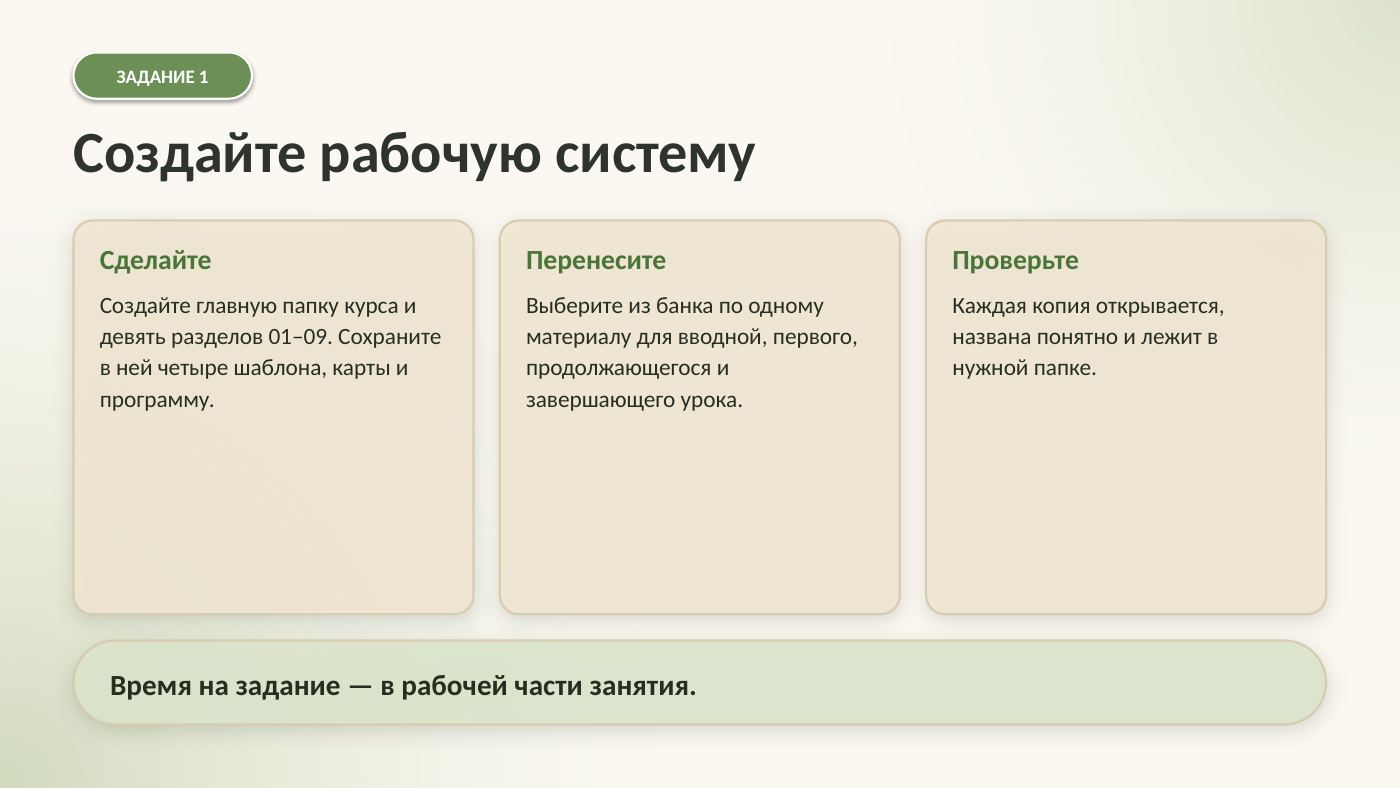 ЗАДАНИЕ 1
Создайте рабочую систему
Сделайте
Создайте главную папку курса и
девять разделов 01–09. Сохраните
в ней четыре шаблона, карты и
программу.
Перенесите
Выберите из банка по одному
материалу для вводной, первого,
продолжающегося и
завершающего урока.
Проверьте
Каждая копия открывается,
названа понятно и лежит в
нужной папке.
Время на задание — в рабочей части занятия.